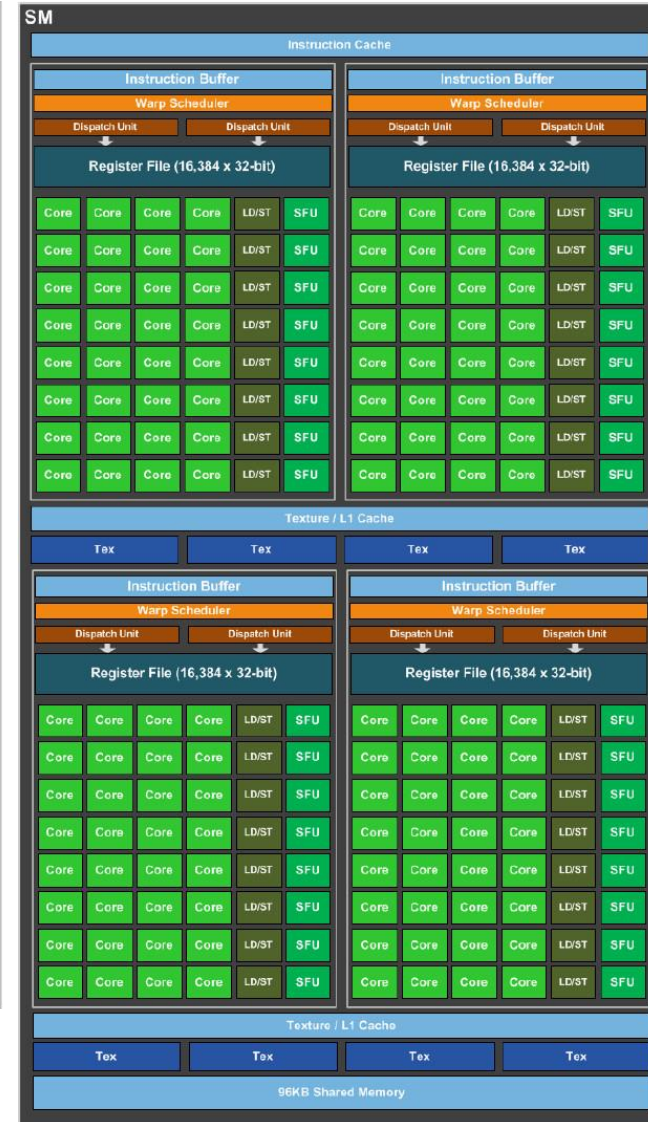 SM
Instruction Cache
Instruction Buffer Instruction Buffer
Warp Scheduler Warp Scheduler
Dispatch Unit Dispatch Unit Dispatch Unit Dispatch Unit
Register File (16,384 x 32-bit) Register File (16,384 x 32-bit)
Core Core Core Core LD/ST SFU Core Core Core Core LD/ST SFU
Core Core Core Core LD/ST SFU Core Core Core Core LD/ST SFU
Core Core Core Core LD/ST SFU Core Core Core Core LD/ST SFU
Core Core Core Core LD/ST SFU Core Core Core Core LD/ST SFU
Core Core Core Core LD/ST SFU Core Core Core Core LD/ST SFU
Core Core Core Core LD/ST SFU Core Core Core Core LD/ST SFU
Core Core Core Core LD/ST SFU Core Core Core Core LD/ST SFU
Core Core Core Core LD/ST SFU Core Core Core Core LD/ST SFU
Texture / L1 Cache
Tex Tex Tex Tex
Instruction Buffer Instruction Buffer
Warp Scheduler Warp Scheduler
Dispatch Unit Dispatch Unit Dispatch Unit Dispatch Unit
Register File (16,384 x 32-bit) Register File (16,384 x 32-bit)
Core Core Core Core LD/ST SFU Core Core Core Core LD/ST SFU
Core Core Core Core LD/ST SFU Core Core Core Core LD/ST SFU
Core Core Core Core LD/ST SFU Core Core Core Core LD/ST SFU
Core Core Core Core LD/ST SFU Core Core Core Core LD/ST SFU
Core Core Core Core LD/ST SFU Core Core Core Core LD/ST SFU
Core Core Core Core LD/ST SFU Core Core Core Core LD/ST SFU
Core Core Core Core LD/ST SFU Core Core Core Core LD/ST SFU
Core Core Core Core LD/ST SFU Core Core Core Core LD/ST SFU
Texture / L1 Cache
Tex Tex Tex Tex
96KB Shared Memory